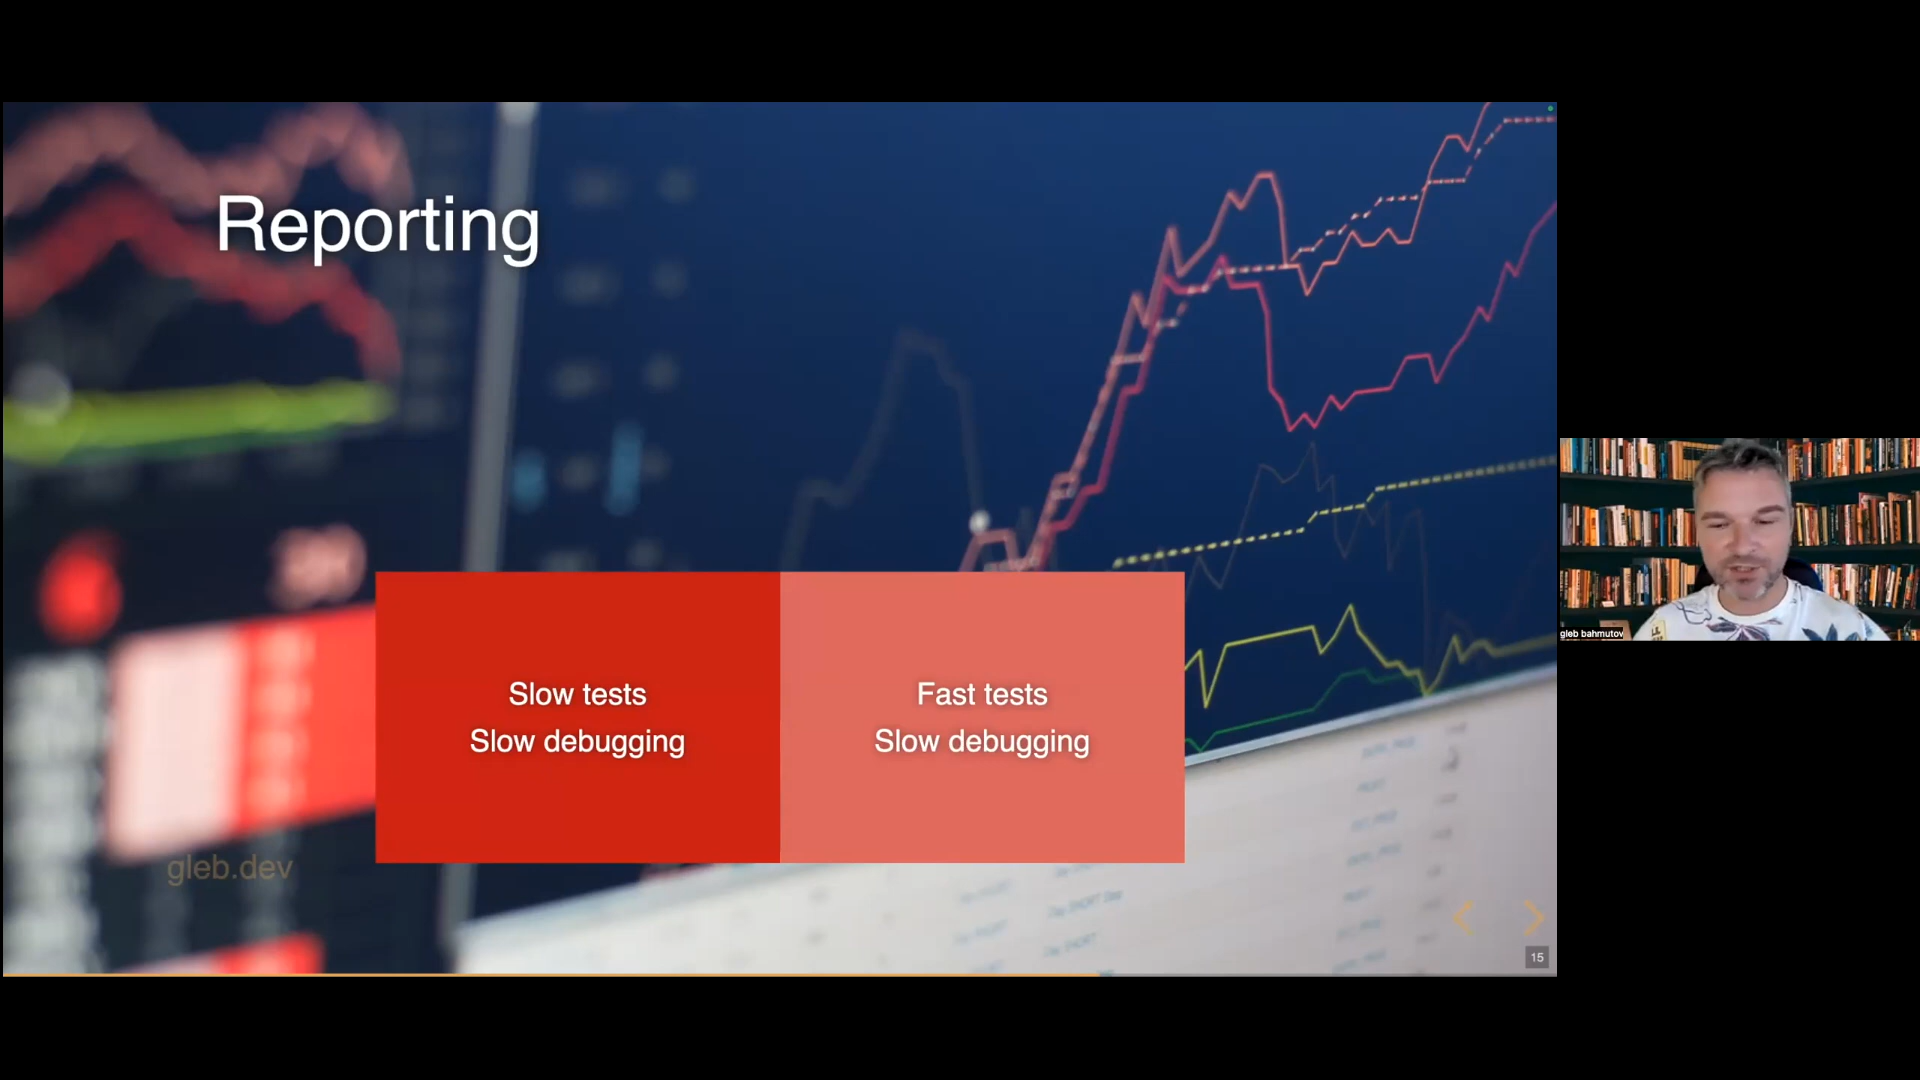 Reporting
Slow tests
Slow debugging
Fast tests
Slow debugging
gleb.dev
15
gleb bahmutov